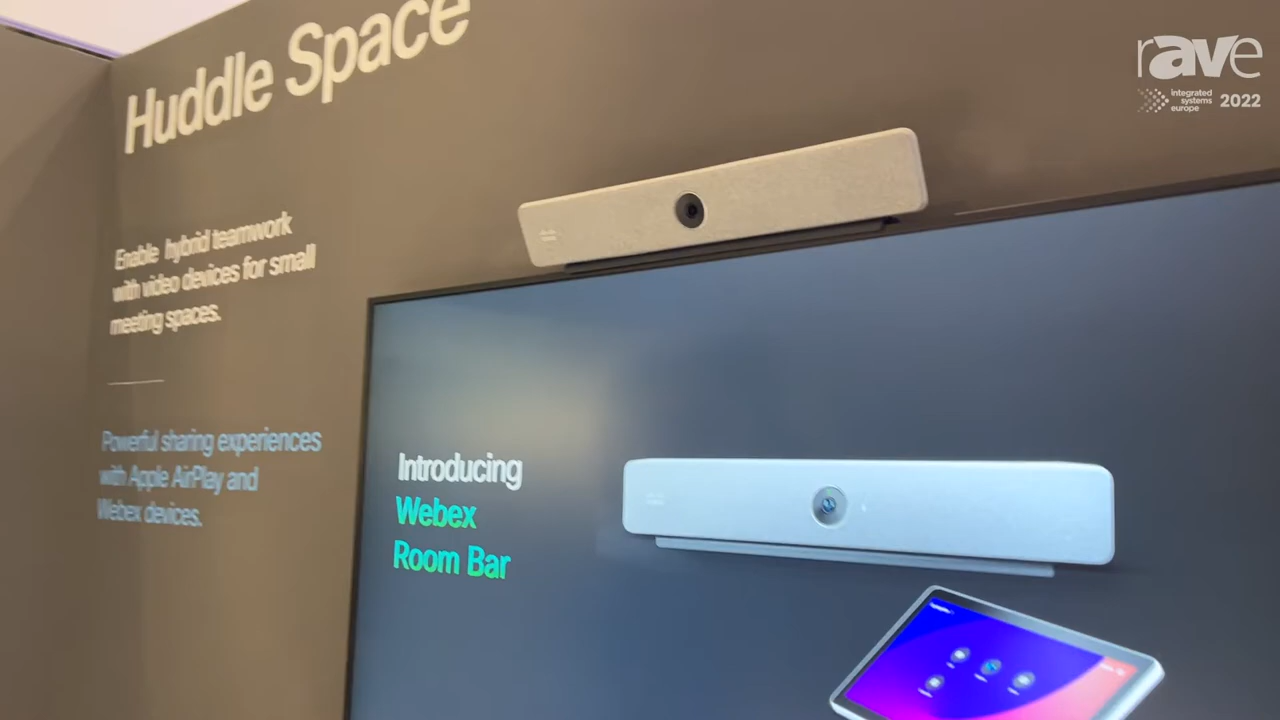 Huddle Space
rAVe
integrated
systems
europe
2022
Enable hybrid teamwork
with video devices for small
meeting spaces.
Powerful sharing experiences
with Apple AirPlay and
Webex devices.
Introducing
Webex
Room Bar